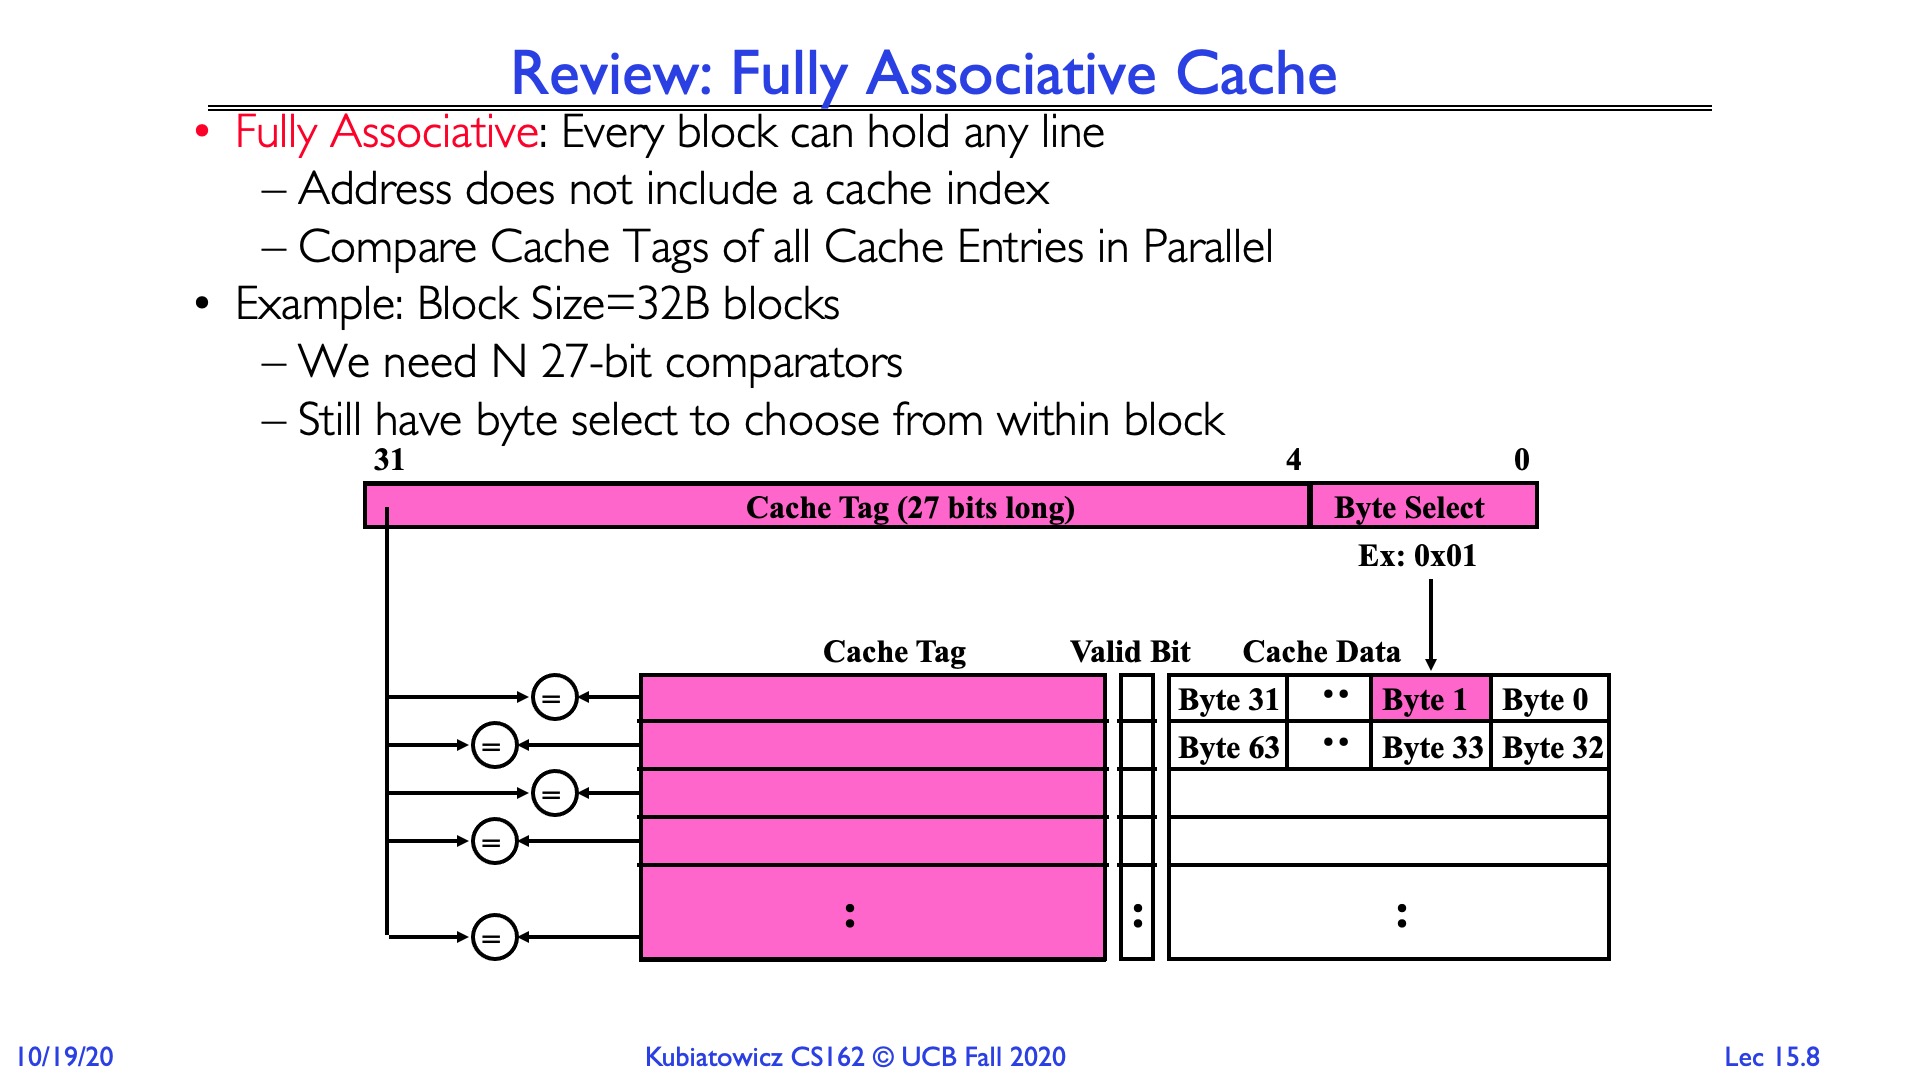 Review: Fully Associative Cache
• Fully Associative: Every block can hold any line
– Address does not include a cache index
– Compare Cache Tags of all Cache Entries in Parallel
• Example: Block Size=32B blocks
– We need N 27-bit comparators
– Still have byte select to choose from within block
31 4 0
Cache Tag (27 bits long) Byte Select
Ex: 0x01
Cache Tag Valid Bit Cache Data
= Byte 31 .. Byte 1 Byte 0
= Byte 63 .. Byte 33 Byte 32
=
=
: : :
=
10/19/20 Kubiatowicz CS162 © UCB Fall 2020 Lec 15.8